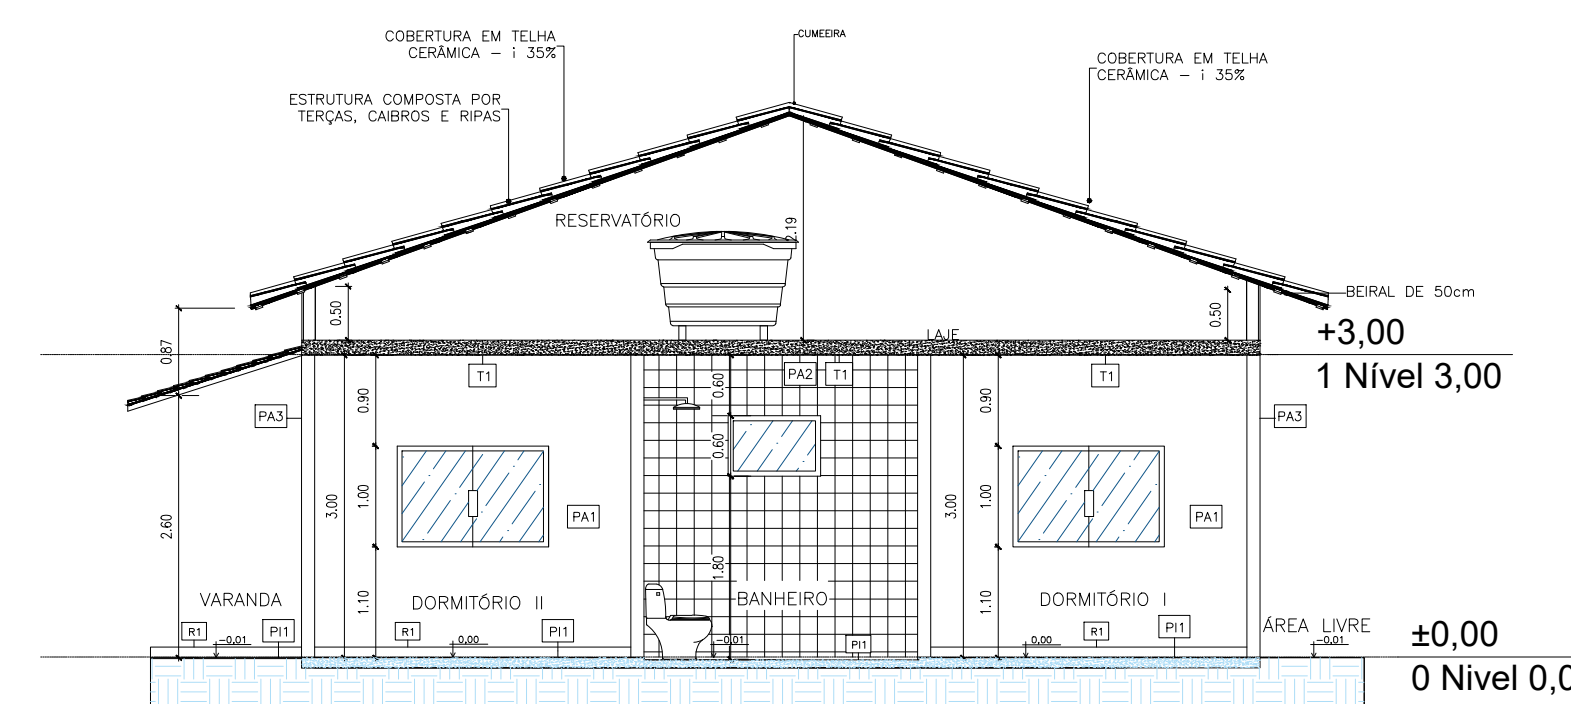 CUMEEIRA
COBERTURA EM TELHA
CERÂMICA – i 35%
COBERTURA EM TELHA
CERÂMICA – i 35%
ESTRUTURA COMPOSTA POR
TERÇAS, CAIBROS E RIPAS
RESERVATÓRIO
2.19
BEIRAL DE 50cm
0.50
0.50
LAJE
+3,00
1 Nível 3,00
0.87
T1
PA2
T1
T1
0.60
0.90
0.90
PA3
PA3
0.60
3.00
1.00
3.00
1.00
PA1
PA1
2.60
1.80
1.10
1.10
VARANDA
DORMITÓRIO II
BANHEIRO
DORMITÓRIO I
ÁREA LIVRE
R1
-0.01
PI1
R1
0.00
PI1
-0.01
PI1
0.00
R1
PI1
-0.01
±0,00
0 Nivel 0,0